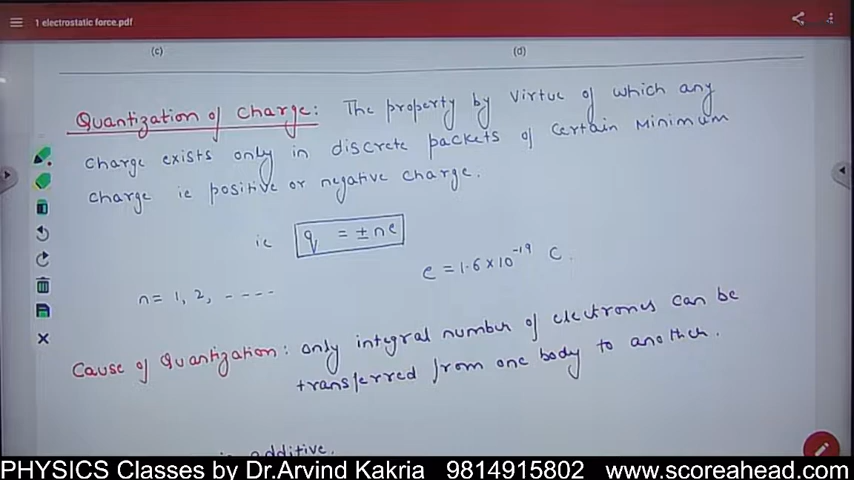 1 electrostatic force.pdf
(c) (d)
Quantization of charge: The property by virtue of which any
charge exists only in discrete packets of certain minimum
charge ie positive or negative charge.
ie q = ±ne
n = 1, 2, ---- e = 1.6×10⁻¹⁹ C.
Cause of Quantization: only integral number of electrones can be
transferred from one body to another.
additive.
PHYSICS Classes by Dr.Arvind Kakria 9814915802 www.scoreahead.com